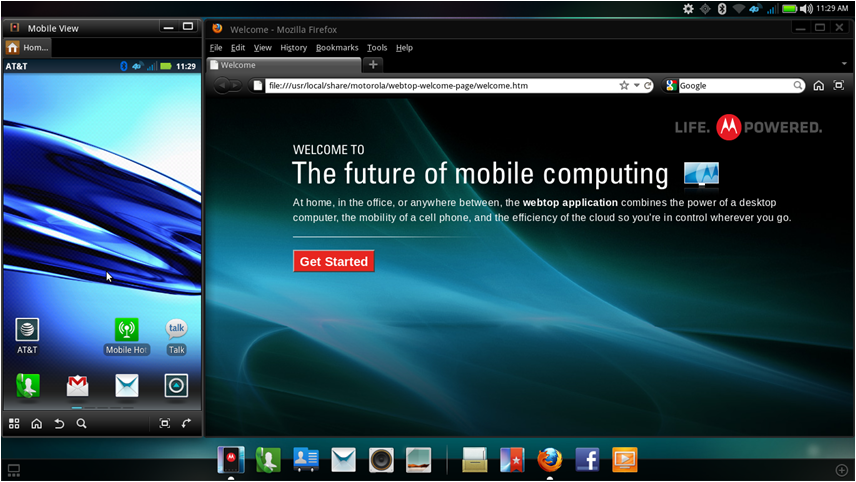 11:29 AM
Mobile View
Hom...
AT&T
11:29
AT&T
Mobile Ho
talk
Talk
Welcome - Mozilla Firefox
File Edit View History Bookmarks Tools Help
Welcome
file:///usr/local/share/motorola/webtop-welcome-page/welcome.htm
Google
LIFE. POWERED.
WELCOME TO
The future of mobile computing
At home, in the office, or anywhere between, the webtop application combines the power of a desktop
computer, the mobility of a cell phone, and the efficiency of the cloud so you're in control wherever you go.
Get Started